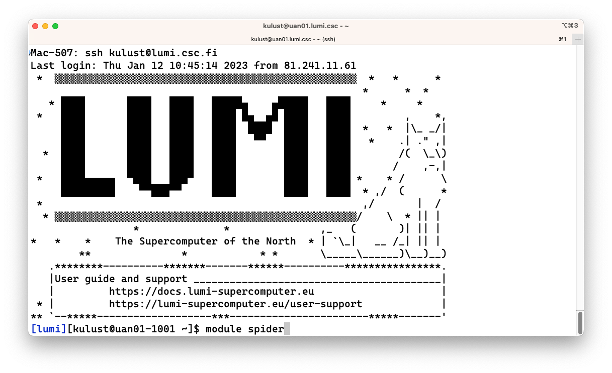 kulust@uan01.lumi.csc - ~
⌥⌘3
kulust@uan01.lumi.csc - ~ (ssh)
⌘1
Mac-507: ssh kulust@lumi.csc.fi
Last login: Thu Jan 12 10:45:14 2023 from 81.241.11.61
LUMI
The Supercomputer of the North
User guide and support
https://docs.lumi-supercomputer.eu
https://lumi-supercomputer.eu/user-support
[lumi][kulust@uan01-1001 ~]$ module spider